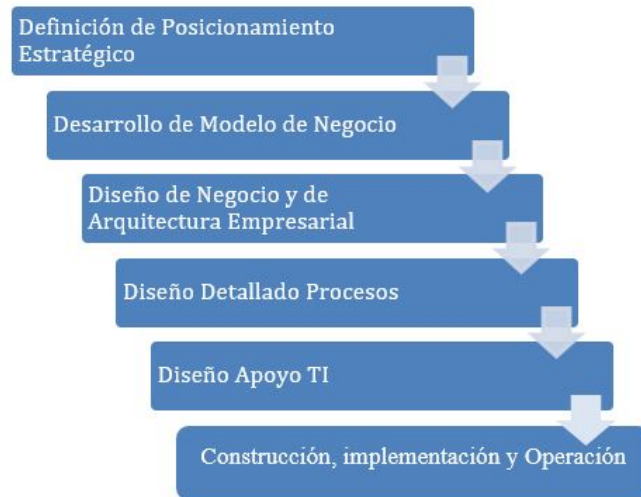 Definición de Posicionamiento
Estratégico
Desarrollo de Modelo de Negocio
Diseño de Negocio y de
Arquitectura Empresarial
Diseño Detallado Procesos
Diseño Apoyo TI
Construcción, implementación y Operación